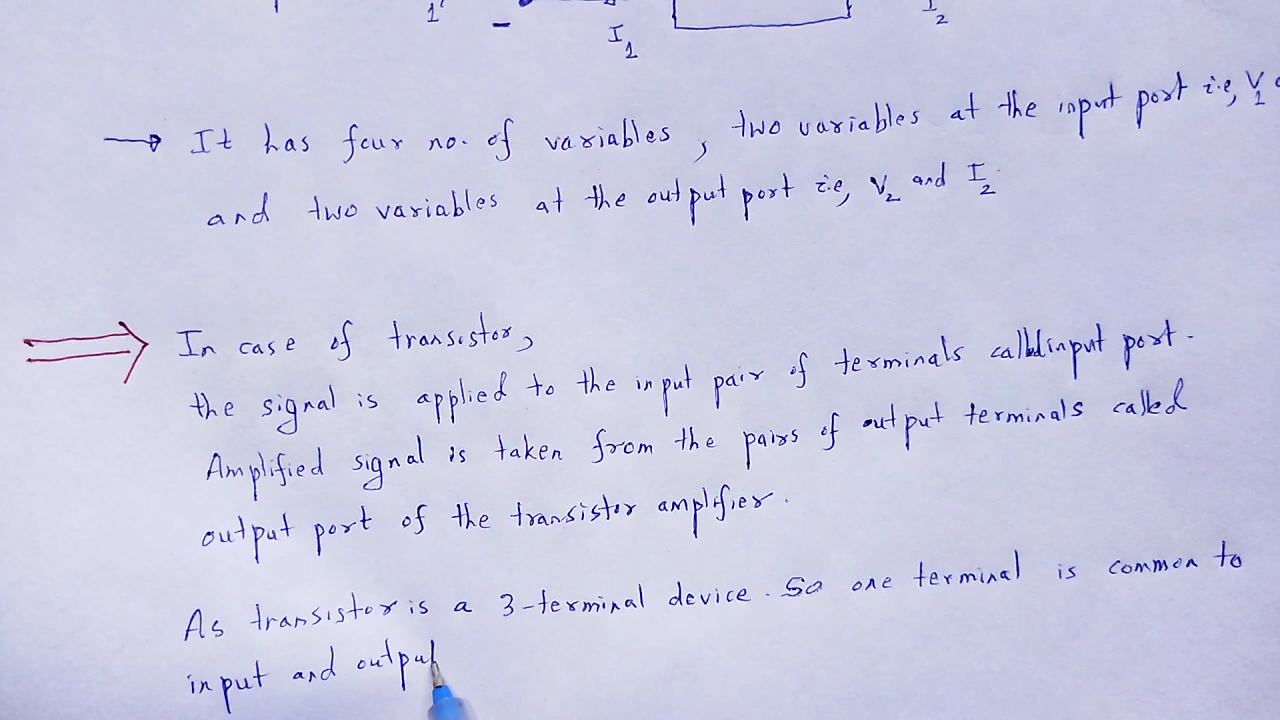 1'
-
I1
I2
→ It has four no. of variables, two variables at the input port i.e, V1
and two variables at the output port i.e, V2 and I2
⇒ In case of transistor,
the signal is applied to the input pair of terminals called input port.
Amplified signal is taken from the pairs of output terminals called
output port of the transistor amplifier.
As transistor is a 3-terminal device. So one terminal is common to
input and output